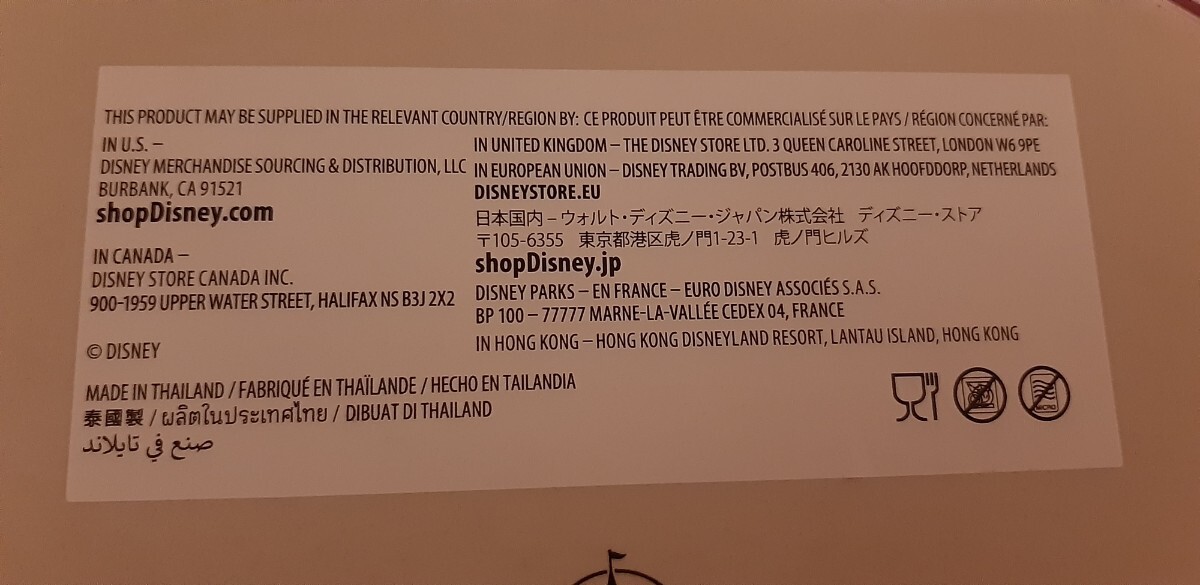 THIS PRODUCT MAY BE SUPPLIED IN THE RELEVANT COUNTRY/REGION BY: CE PRODUIT PEUT ÊTRE COMMERCIALISÉ SUR LE PAYS / RÉGION CONCERNÉ PAR:
IN U.S. –
DISNEY MERCHANDISE SOURCING & DISTRIBUTION, LLC
BURBANK, CA 91521
shopDisney.com
IN CANADA –
DISNEY STORE CANADA INC.
900-1959 UPPER WATER STREET, HALIFAX NS B3J 2X2
© DISNEY
IN UNITED KINGDOM – THE DISNEY STORE LTD. 3 QUEEN CAROLINE STREET, LONDON W6 9PE
IN EUROPEAN UNION – DISNEY TRADING BV, POSTBUS 406, 2130 AK HOOFDDORP, NETHERLANDS
DISNEYSTORE.EU
日本国内 – ウォルト・ディズニー・ジャパン株式会社 ディズニー・ストア
〒105-6355 東京都港区虎ノ門1-23-1 虎ノ門ヒルズ
shopDisney.jp
DISNEY PARKS – EN FRANCE – EURO DISNEY ASSOCIÉS S.A.S.
BP 100 – 77777 MARNE-LA-VALLÉE CEDEX 04, FRANCE
IN HONG KONG – HONG KONG DISNEYLAND RESORT, LANTAU ISLAND, HONG KONG
MADE IN THAILAND / FABRIQUÉ EN THAÏLANDE / HECHO EN TAILANDIA
泰國製 / ผลิตในประเทศไทย / DIBUAT DI THAILAND
صنع في تايلاند
MICRO